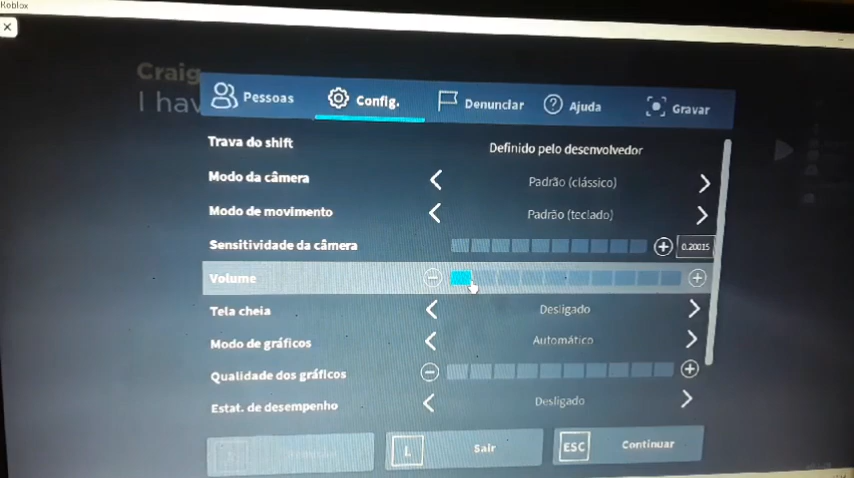 Roblox
Craig
I hav
Pessoas
Config.
Denunciar
Ajuda
Gravar
Trava do shift
Definido pelo desenvolvedor
Modo da câmera
Padrão (clássico)
Modo de movimento
Padrão (teclado)
Sensitividade da câmera
0.20015
Volume
Tela cheia
Desligado
Modo de gráficos
Automático
Qualidade dos gráficos
Estat. de desempenho
Desligado
L
Sair
ESC
Continuar